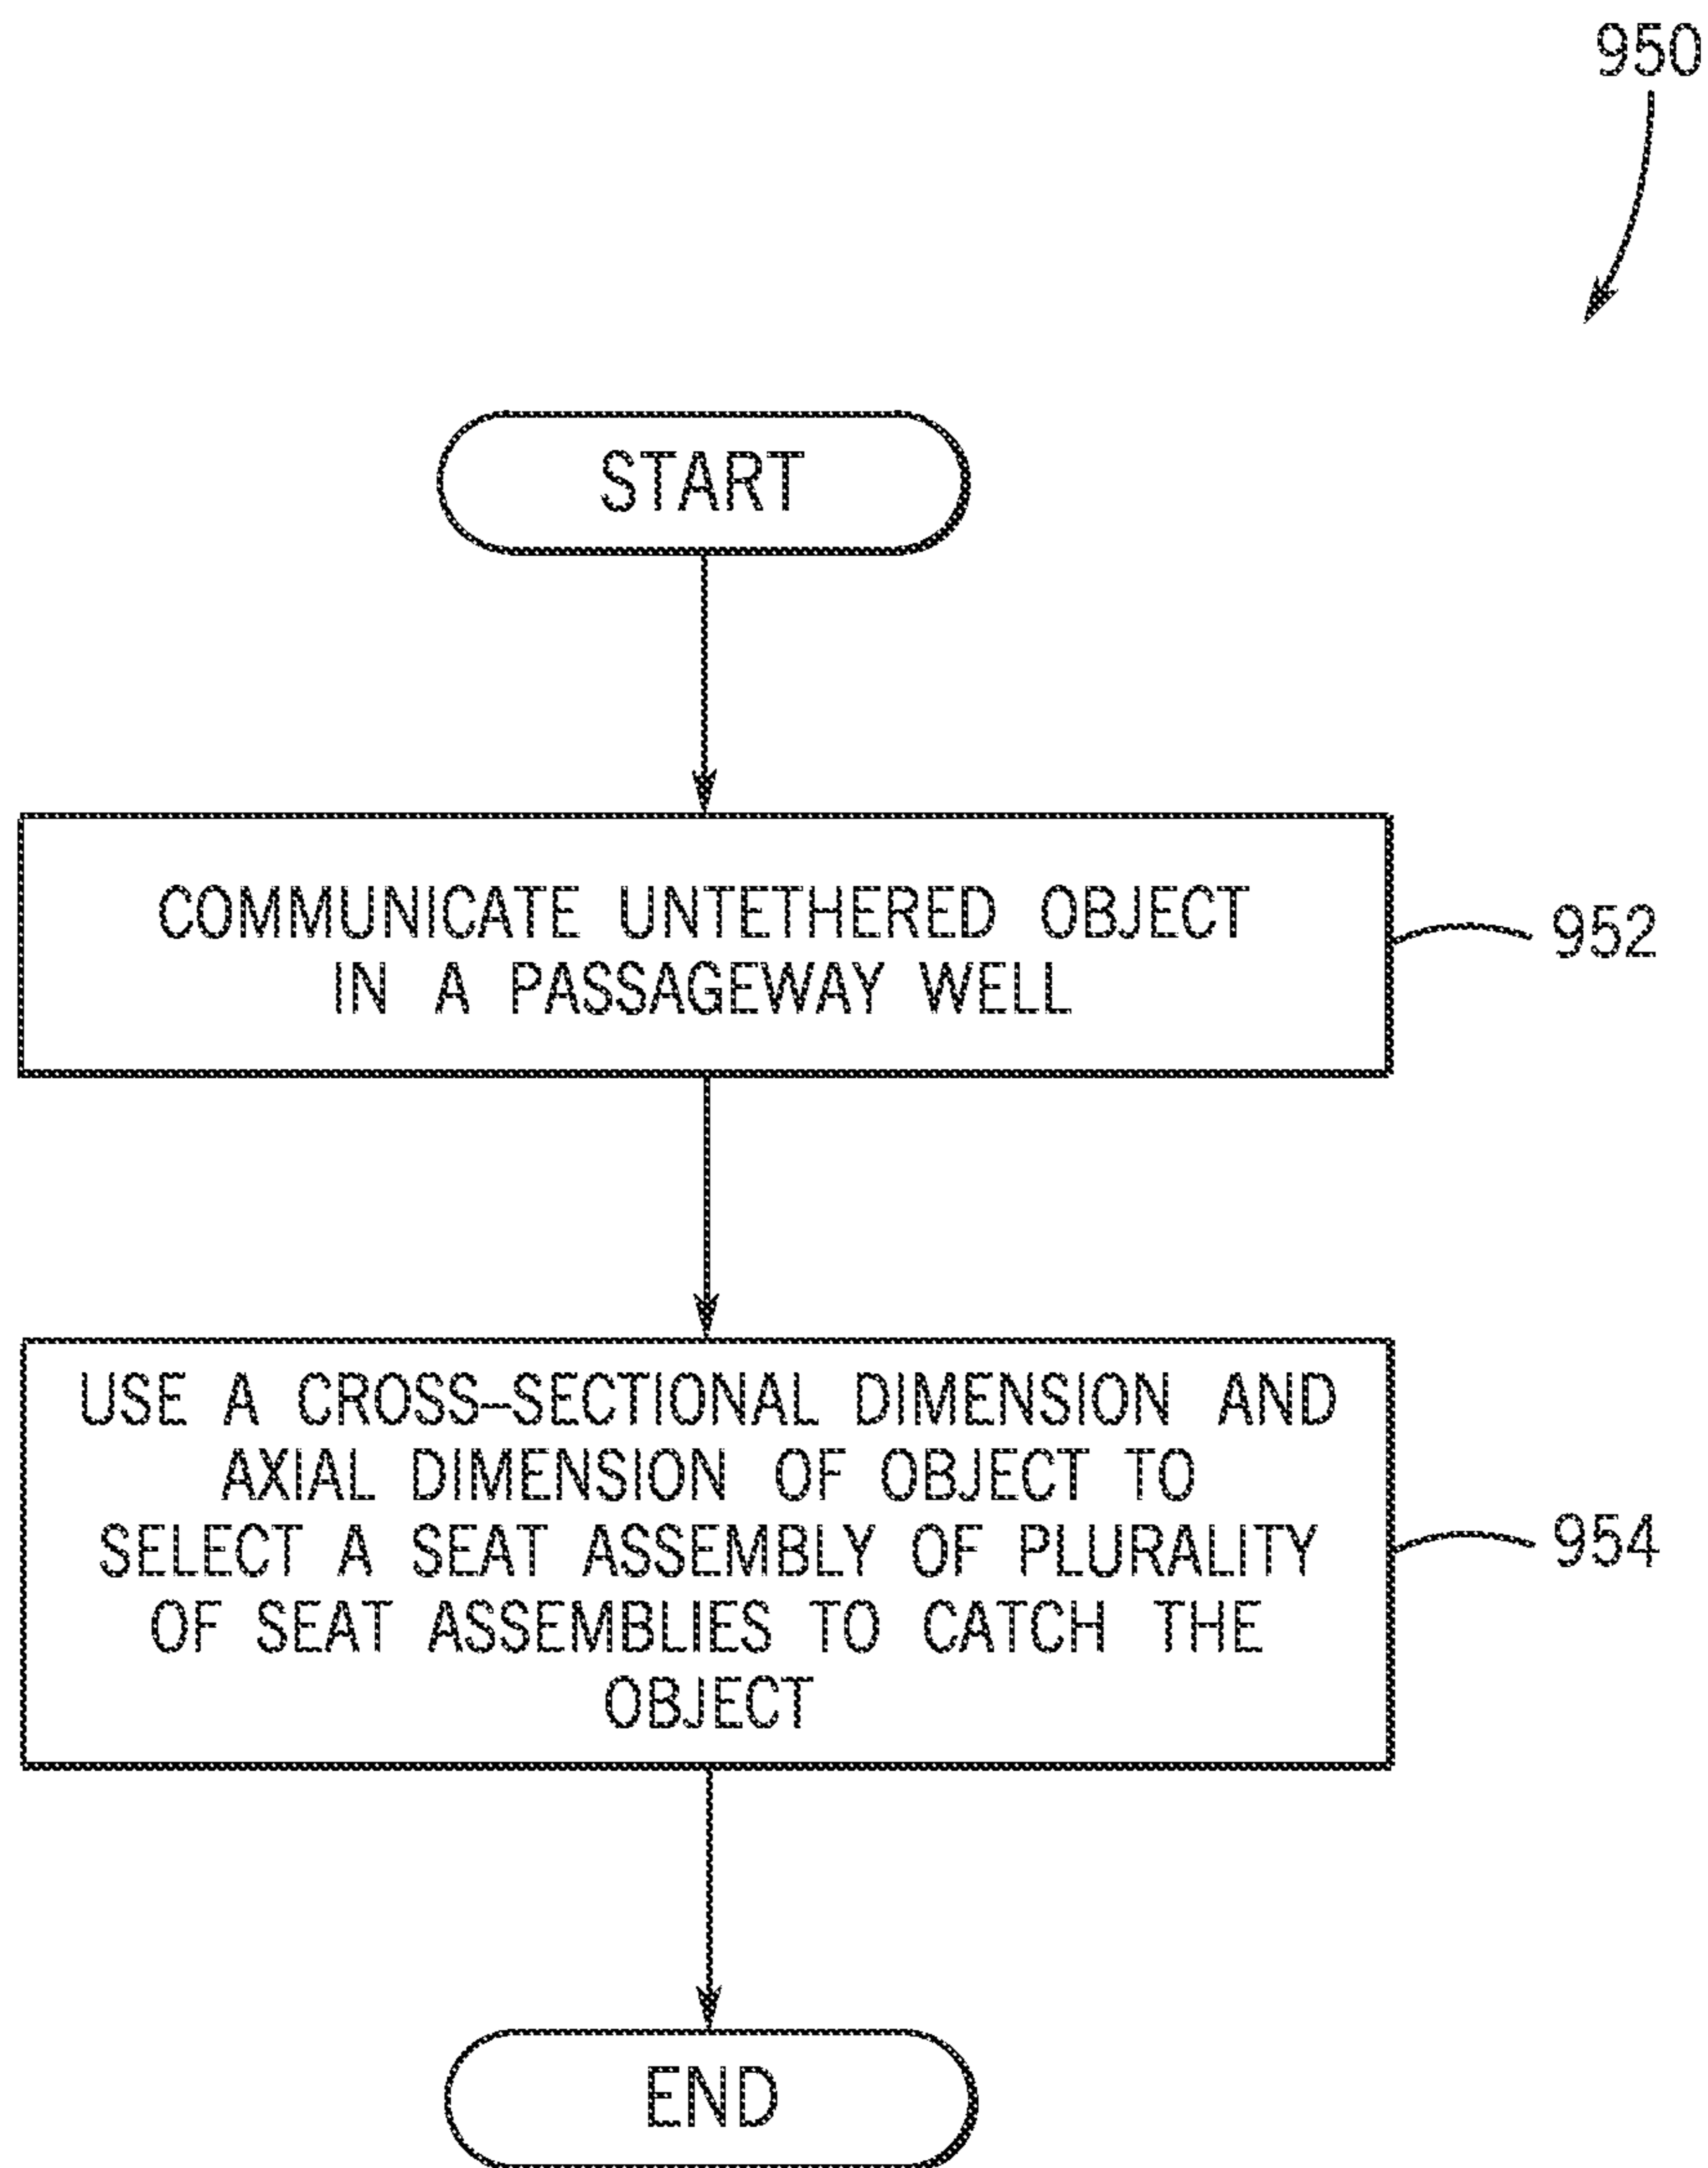 950
START
COMMUNICATE UNTETHERED OBJECT
IN A PASSAGEWAY WELL
952
USE A CROSS-SECTIONAL DIMENSION AND
AXIAL DIMENSION OF OBJECT TO
SELECT A SEAT ASSEMBLY OF PLURALITY
OF SEAT ASSEMBLIES TO CATCH THE
OBJECT
954
END